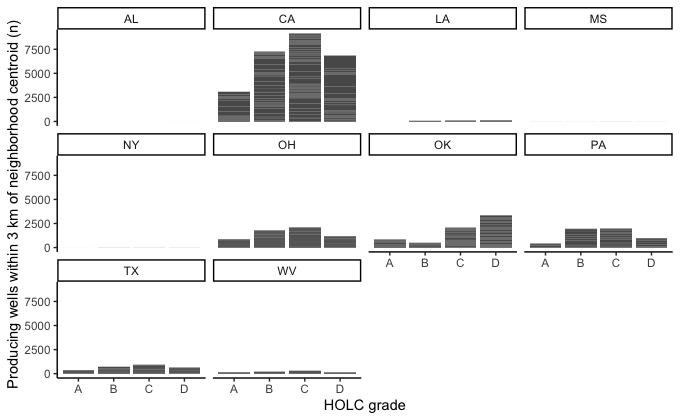 Producing wells within 3 km of neighborhood centroid (n)
AL CA LA MS
7500
5000
2500
0
NY OH OK PA
7500
5000
2500
0
A B C D A B C D
TX WV
7500
5000
2500
0
A B C D A B C D
HOLC grade